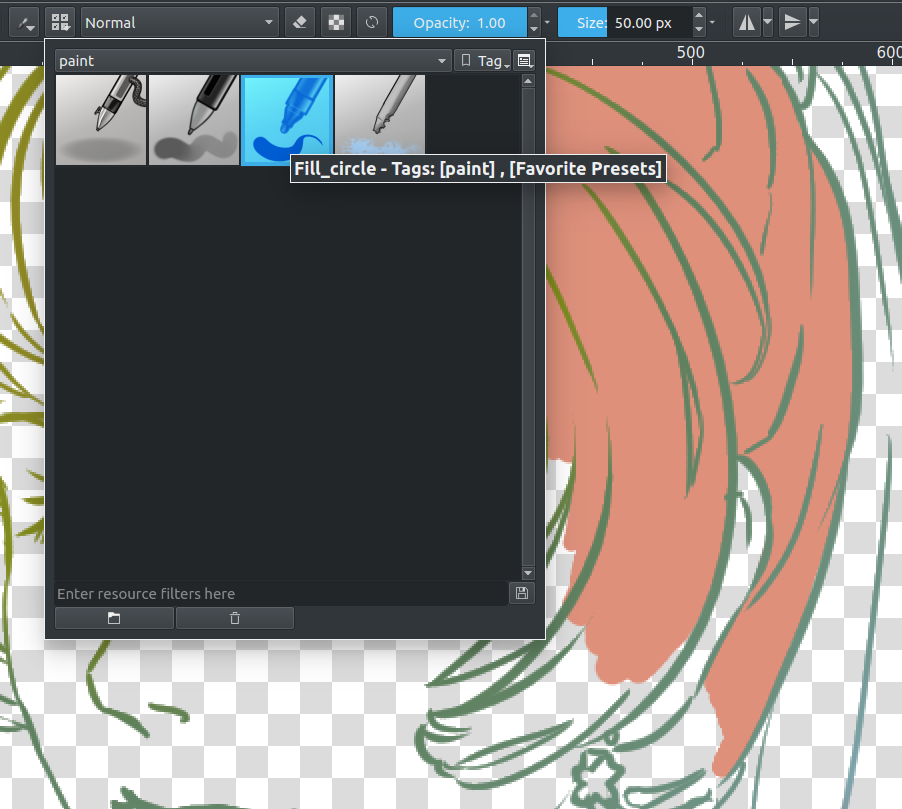 Normal
Opacity: 1.00
Size: 50.00 px
paint
Tag
500
600
Fill_circle - Tags: [paint] , [Favorite Presets]
Enter resource filters here